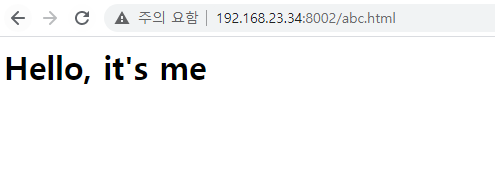 주의 요함 | 192.168.23.34:8002/abc.html
Hello, it's me